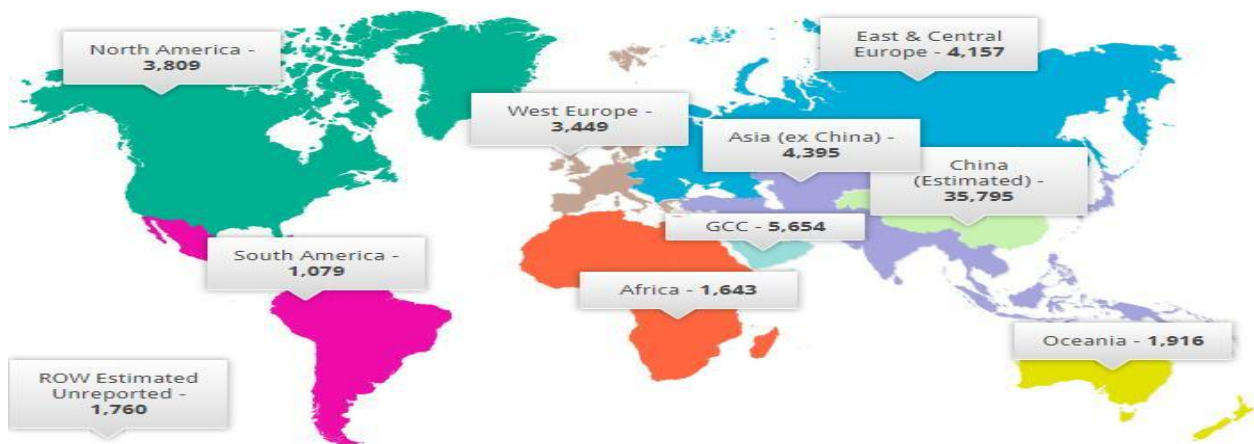 North America -
3,809
East & Central
Europe - 4,157
West Europe -
3,449
Asia (ex China) -
4,395
China
(Estimated) -
35,795
GCC - 5,654
South America -
1,079
Africa - 1,643
Oceania - 1,916
ROW Estimated
Unreported -
1,760